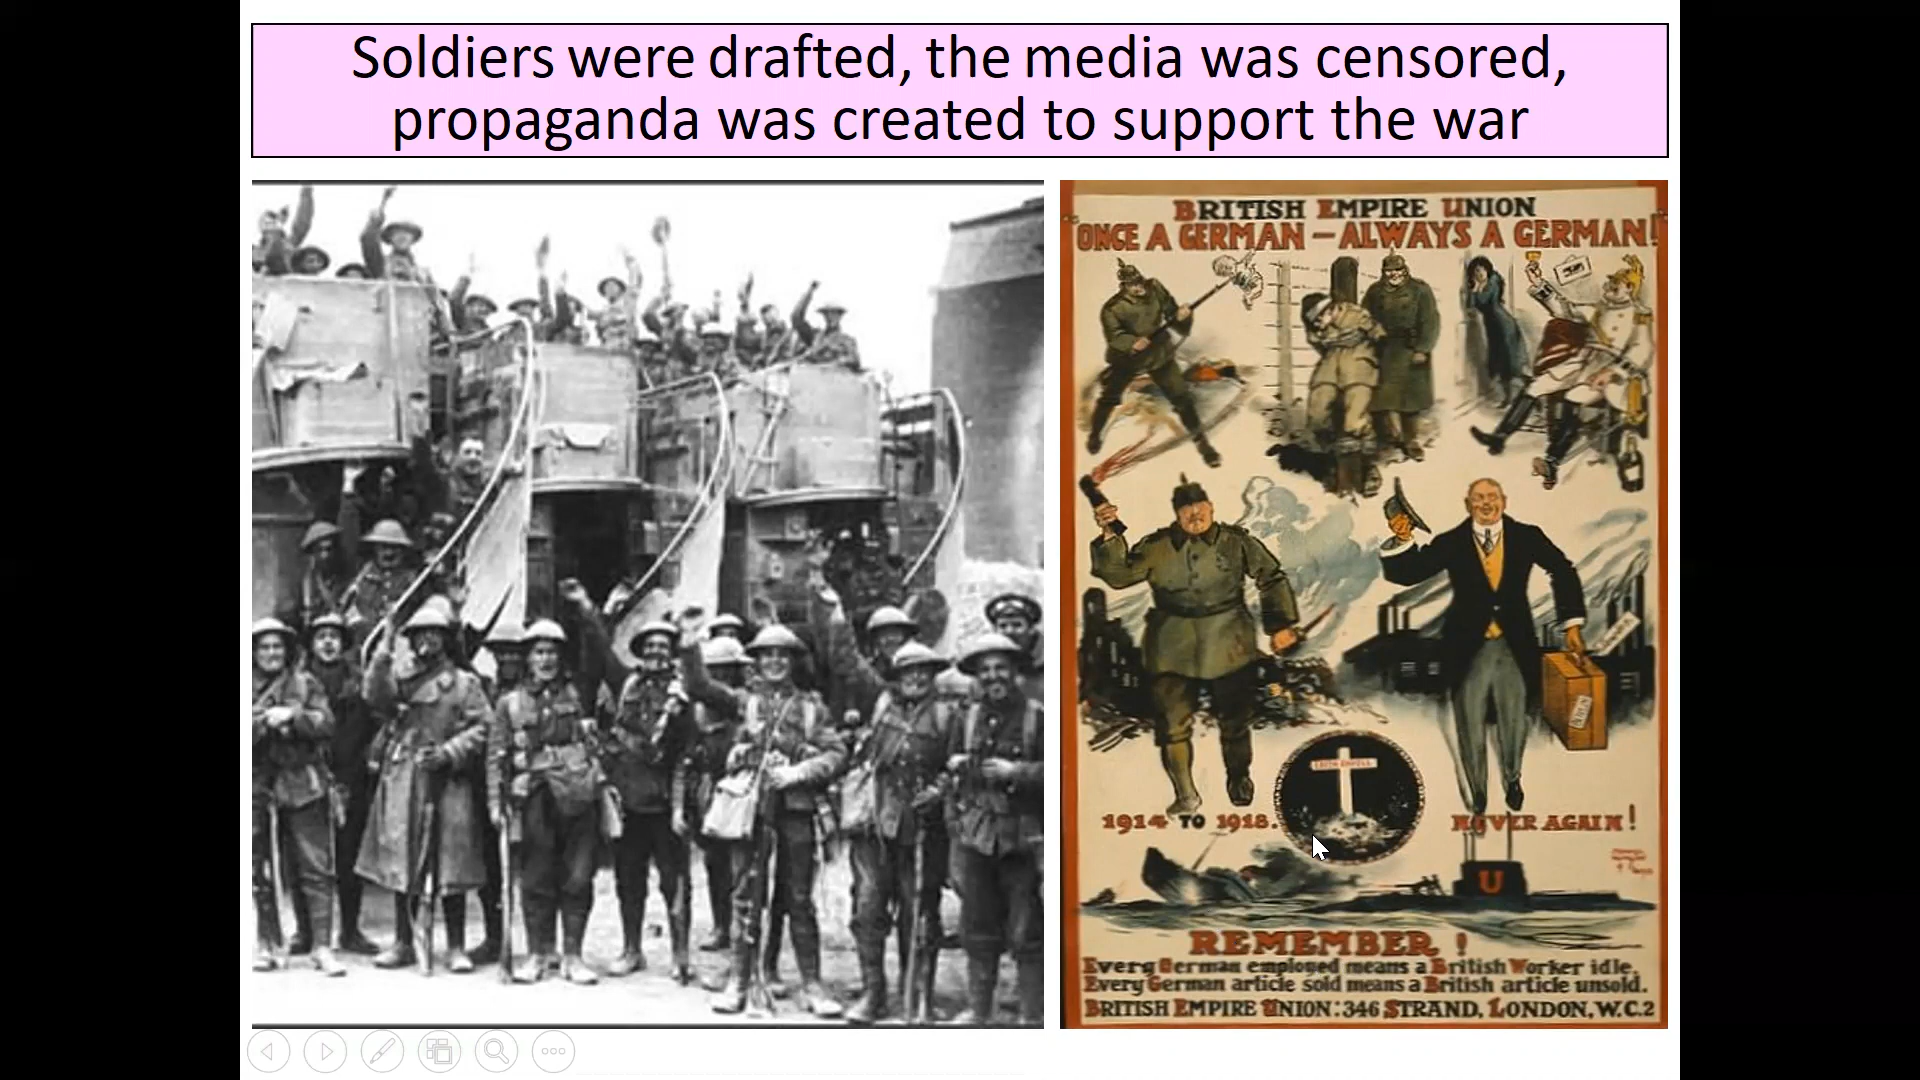 Soldiers were drafted, the media was censored,
propaganda was created to support the war
BRITISH EMPIRE UNION
"ONCE A GERMAN – ALWAYS A GERMAN!
1914 TO 1918.
NEVER AGAIN!
U
REMEMBER!
Every German employed means a British Worker idle.
Every German article sold means a British article unsold.
BRITISH EMPIRE UNION: 346 STRAND, LONDON, W.C.2